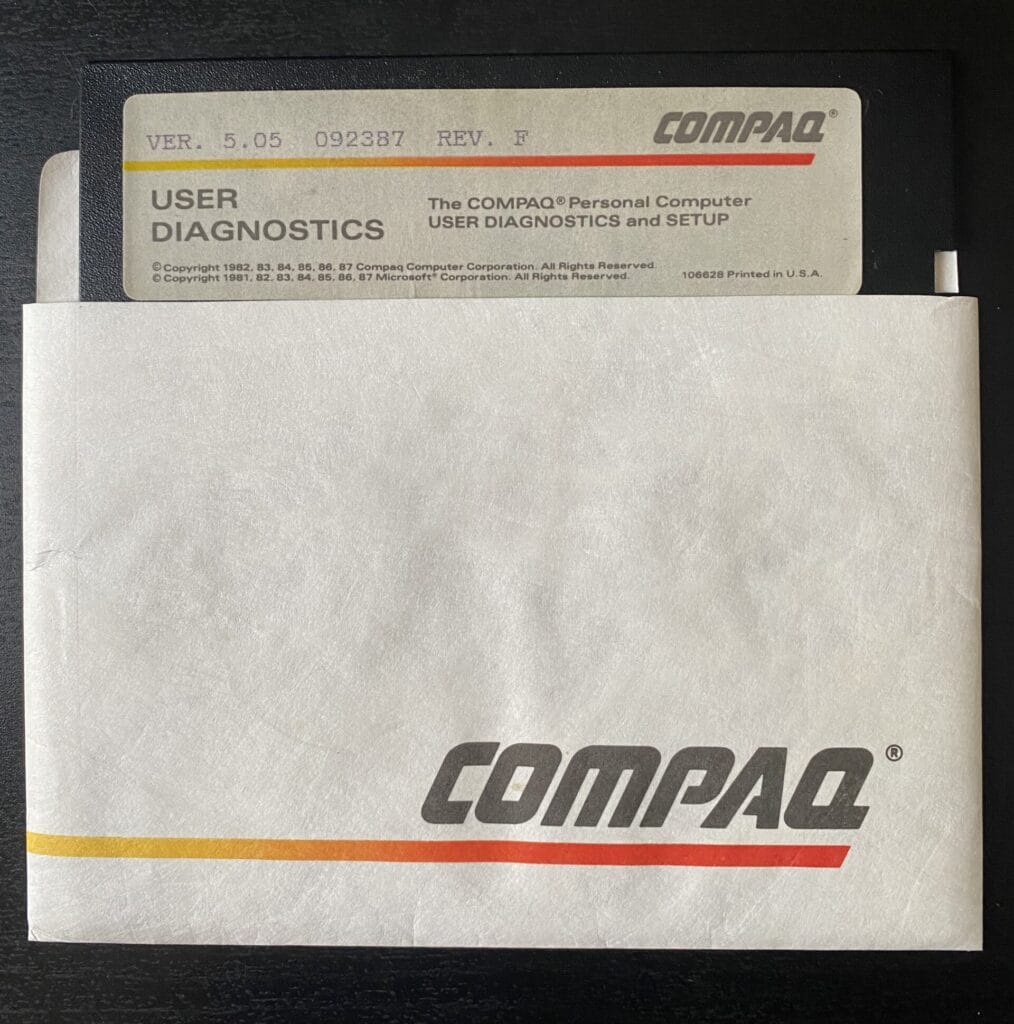 VER. 5.05 092387 REV. F
COMPAQ®
USER
DIAGNOSTICS
The COMPAQ® Personal Computer
USER DIAGNOSTICS and SETUP
© Copyright 1982, 83, 84, 85, 86, 87 Compaq Computer Corporation. All Rights Reserved.
© Copyright 1981, 82, 83, 84, 85, 86, 87 Microsoft® Corporation. All Rights Reserved.
106628 Printed in U.S.A.
COMPAQ®